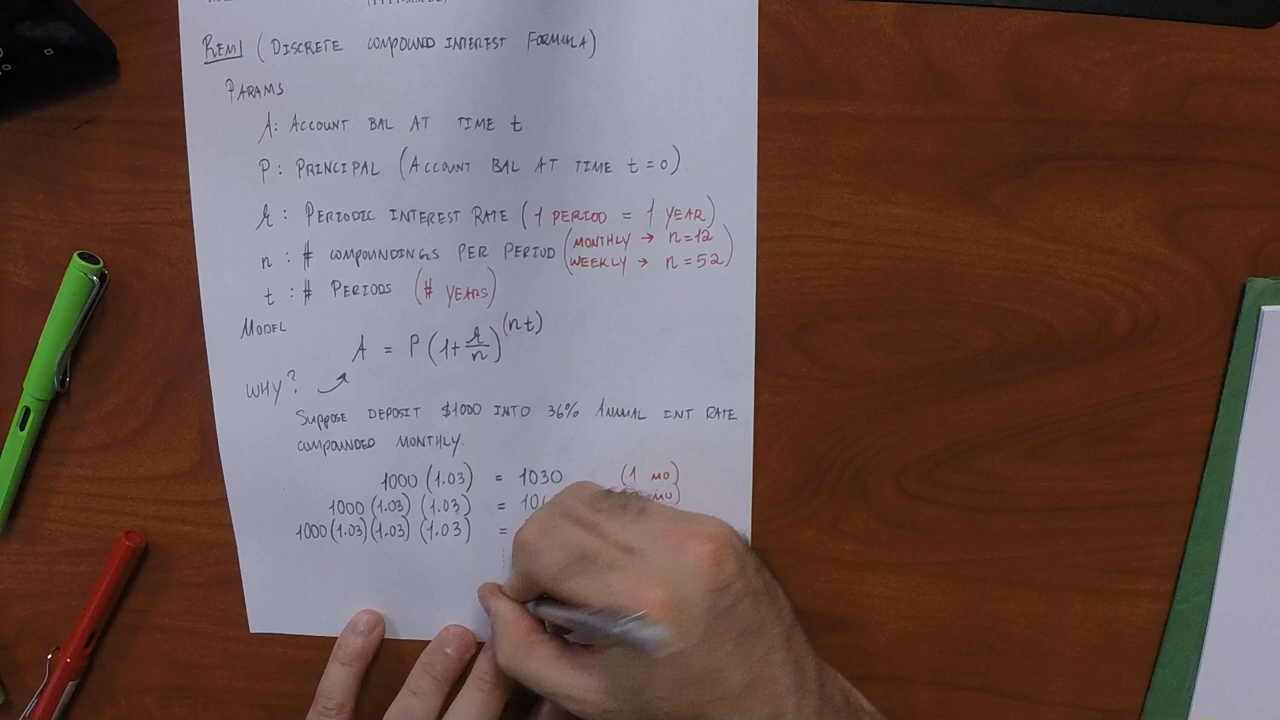 REM (DISCRETE COMPOUND INTEREST FORMULA)
PARAMS
A: ACCOUNT BAL AT TIME t
P: PRINCIPAL (ACCOUNT BAL AT TIME t=0).
r: PERIODIC INTEREST RATE (1 PERIOD = 1 YEAR)
n: # COMPOUNDINGS PER PERIOD (MONTHLY → n=12
WEEKLY → n=52)
t: # PERIODS (# YEARS)
MODEL
A = P(1+r/n)^(nt)
WHY?
SUPPOSE DEPOSIT $1000 INTO 36% ANNUAL INT RATE
COMPOUNDED MONTHLY.
1000 (1.03) = 1030 (1 MO)
1000 (1.03) (1.03) = MO)
1000 (1.03)(1.03) (1.03) =